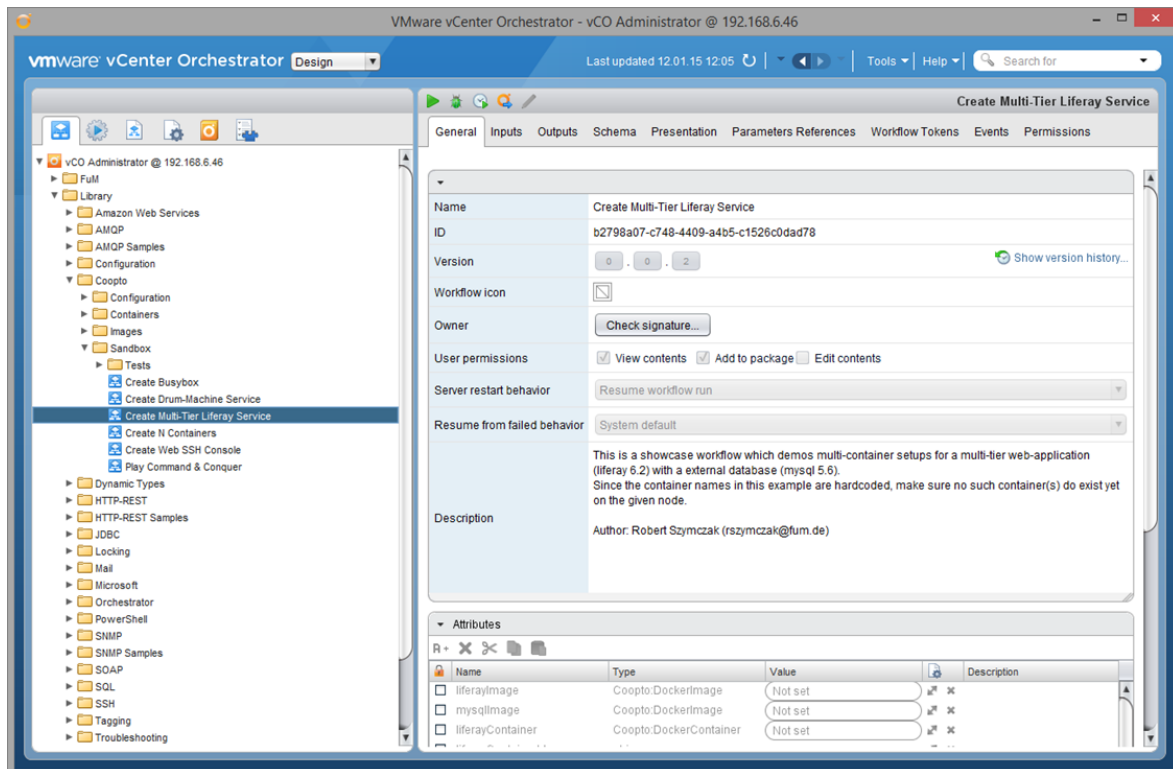 VMware vCenter Orchestrator - vCO Administrator @ 192.168.6.46
vmware vCenter Orchestrator Design
Last updated 12.01.15 12:05 Tools Help Search for
Create Multi-Tier Liferay Service
General Inputs Outputs Schema Presentation Parameters References Workflow Tokens Events Permissions
vCO Administrator @ 192.168.6.46
FuM
Library
Amazon Web Services
AMQP
AMQP Samples
Configuration
Coopto
Configuration
Containers
Images
Sandbox
Tests
Create Busybox
Create Drum-Machine Service
Create Multi-Tier Liferay Service
Create N Containers
Create Web SSH Console
Play Command & Conquer
Dynamic Types
HTTP-REST
HTTP-REST Samples
JDBC
Locking
Mail
Microsoft
Orchestrator
PowerShell
SNMP
SNMP Samples
SOAP
SQL
SSH
Tagging
Troubleshooting
Name Create Multi-Tier Liferay Service
ID b2798a07-c748-4409-a4b5-c1526c0dad78
Version 0 . 0 . 2 Show version history...
Workflow icon
Owner Check signature...
User permissions View contents Add to package Edit contents
Server restart behavior Resume workflow run
Resume from failed behavior System default
Description
This is a showcase workflow which demos multi-container setups for a multi-tier web-application
(liferay 6.2) with a external database (mysql 5.6).
Since the container names in this example are hardcoded, make sure no such container(s) do exist yet
on the given node.
Author: Robert Szymczak (rszymczak@fum.de)
Attributes
R+
Name Type Value Description
liferayImage Coopto:DockerImage Not set
mysqlImage Coopto:DockerImage Not set
liferayContainer Coopto:DockerContainer Not set